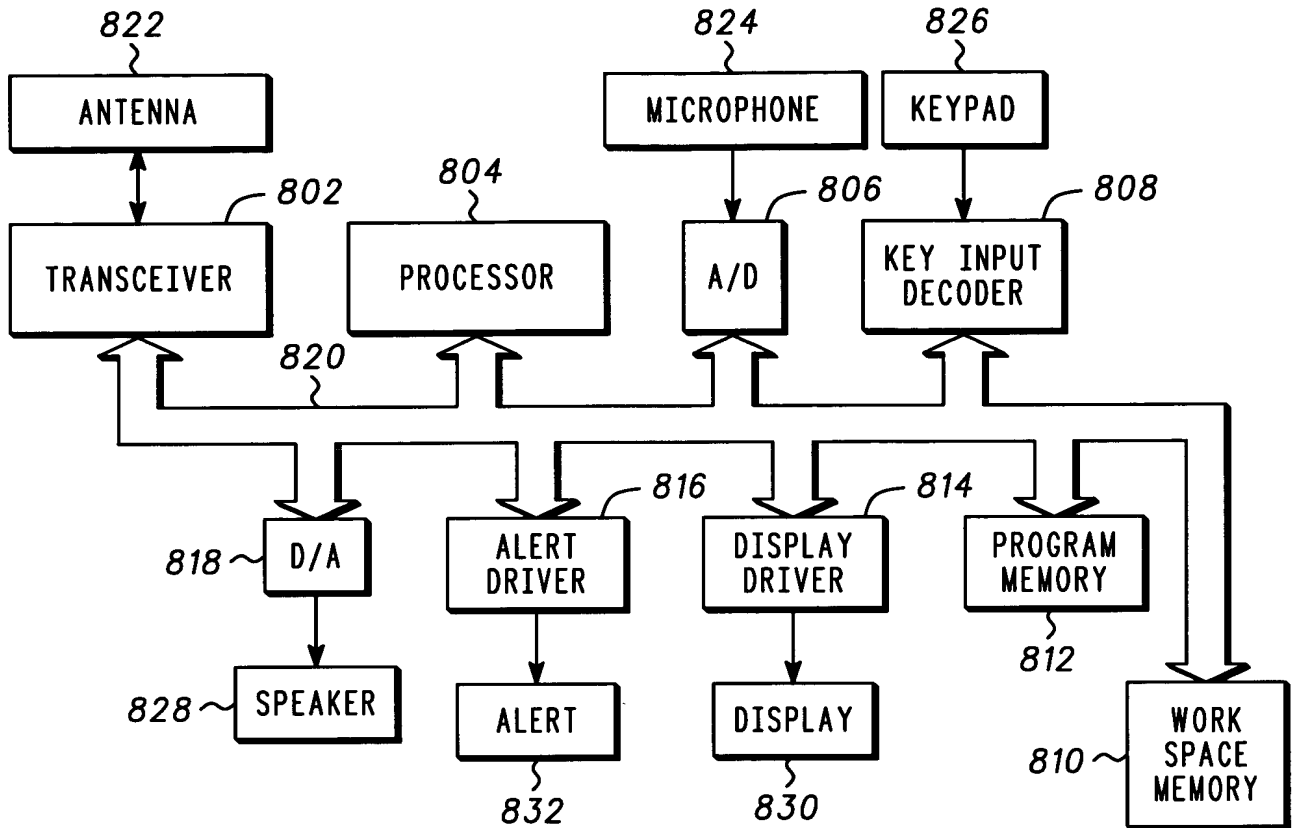 822
824
826
ANTENNA
MICROPHONE
KEYPAD
802
804
806
808
TRANSCEIVER
PROCESSOR
A/D
KEY INPUT
DECODER
820
816
814
818
D/A
ALERT
DRIVER
DISPLAY
DRIVER
PROGRAM
MEMORY
812
828
SPEAKER
ALERT
DISPLAY
810
WORK
SPACE
MEMORY
832
830